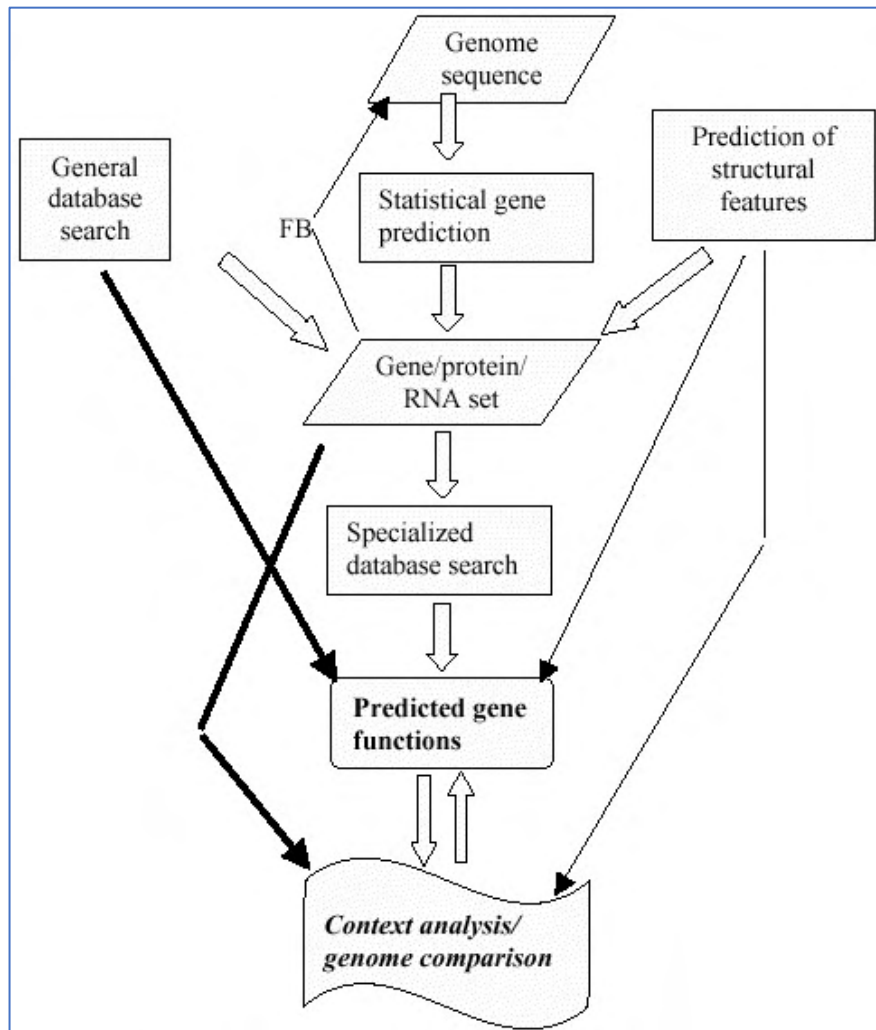 Genome
sequence
General
database
search
Prediction of
structural
features
Statistical gene
prediction
FB
Gene/protein/
RNA set
Specialized
database search
Predicted gene
functions
Context analysis/
genome comparison